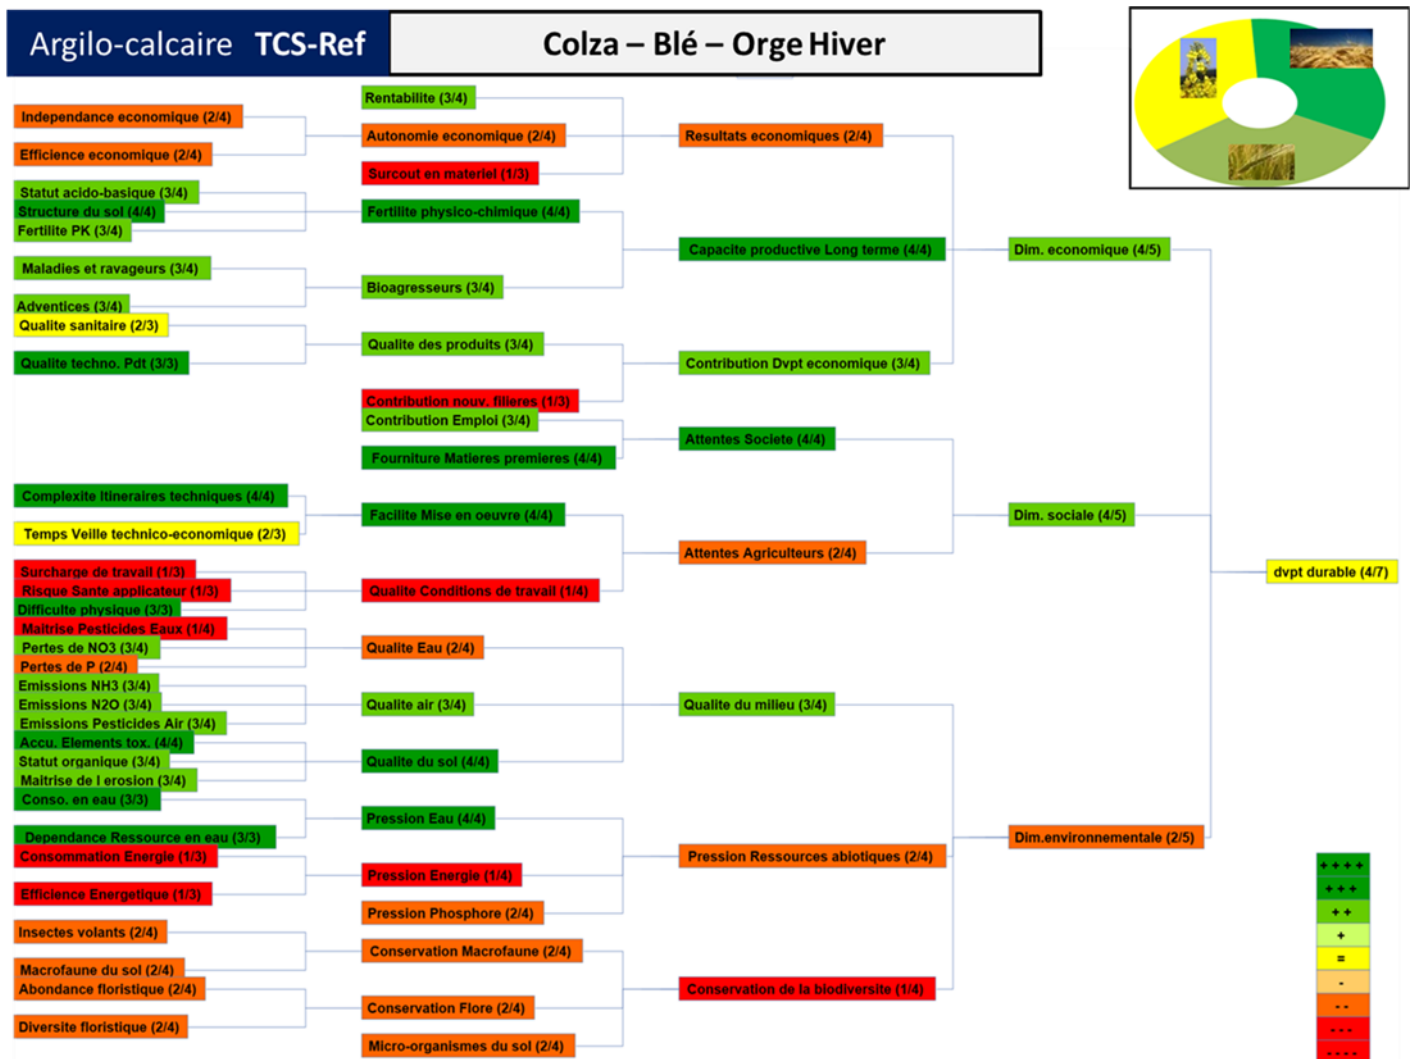 Argilo-calcaire TCS-Ref
Colza – Blé – Orge Hiver
Independance economique (2/4)
Efficience economique (2/4)
Statut acido-basique (3/4)
Structure du sol (4/4)
Fertilite PK (3/4)
Maladies et ravageurs (3/4)
Adventices (3/4)
Qualite sanitaire (2/3)
Qualite techno. Pdt (3/3)
Complexite Itineraires techniques (4/4)
Temps Veille technico-economique (2/3)
Surcharge de travail (1/3)
Risque Sante applicateur (1/3)
Difficulte physique (3/3)
Maitrise Pesticides Eaux (1/4)
Pertes de NO3 (3/4)
Pertes de P (2/4)
Emissions NH3 (3/4)
Emissions N2O (3/4)
Emissions Pesticides Air (3/4)
Accu. Elements tox. (4/4)
Statut organique (3/4)
Maitrise de l erosion (3/4)
Conso. en eau (3/3)
Dependance Ressource en eau (3/3)
Consommation Energie (1/3)
Efficience Energetique (1/3)
Insectes volants (2/4)
Macrofaune du sol (2/4)
Abondance floristique (2/4)
Diversite floristique (2/4)
Rentabilite (3/4)
Autonomie economique (2/4)
Surcout en materiel (1/3)
Fertilite physico-chimique (4/4)
Bioagresseurs (3/4)
Qualite des produits (3/4)
Contribution nouv. filieres (1/3)
Contribution Emploi (3/4)
Fourniture Matieres premieres (4/4)
Facilite Mise en oeuvre (4/4)
Qualite Conditions de travail (1/4)
Qualite Eau (2/4)
Qualite air (3/4)
Qualite du sol (4/4)
Pression Eau (4/4)
Pression Energie (1/4)
Pression Phosphore (2/4)
Conservation Macrofaune (2/4)
Conservation Flore (2/4)
Micro-organismes du sol (2/4)
Resultats economiques (2/4)
Capacite productive Long terme (4/4)
Contribution Dvpt economique (3/4)
Attentes Societe (4/4)
Attentes Agriculteurs (2/4)
Qualite du milieu (3/4)
Pression Ressources abiotiques (2/4)
Conservation de la biodiversite (1/4)
Dim. economique (4/5)
Dim. sociale (4/5)
Dim.environnementale (2/5)
dvpt durable (4/7)
++++
+++
++
+
=
-
--
---
----